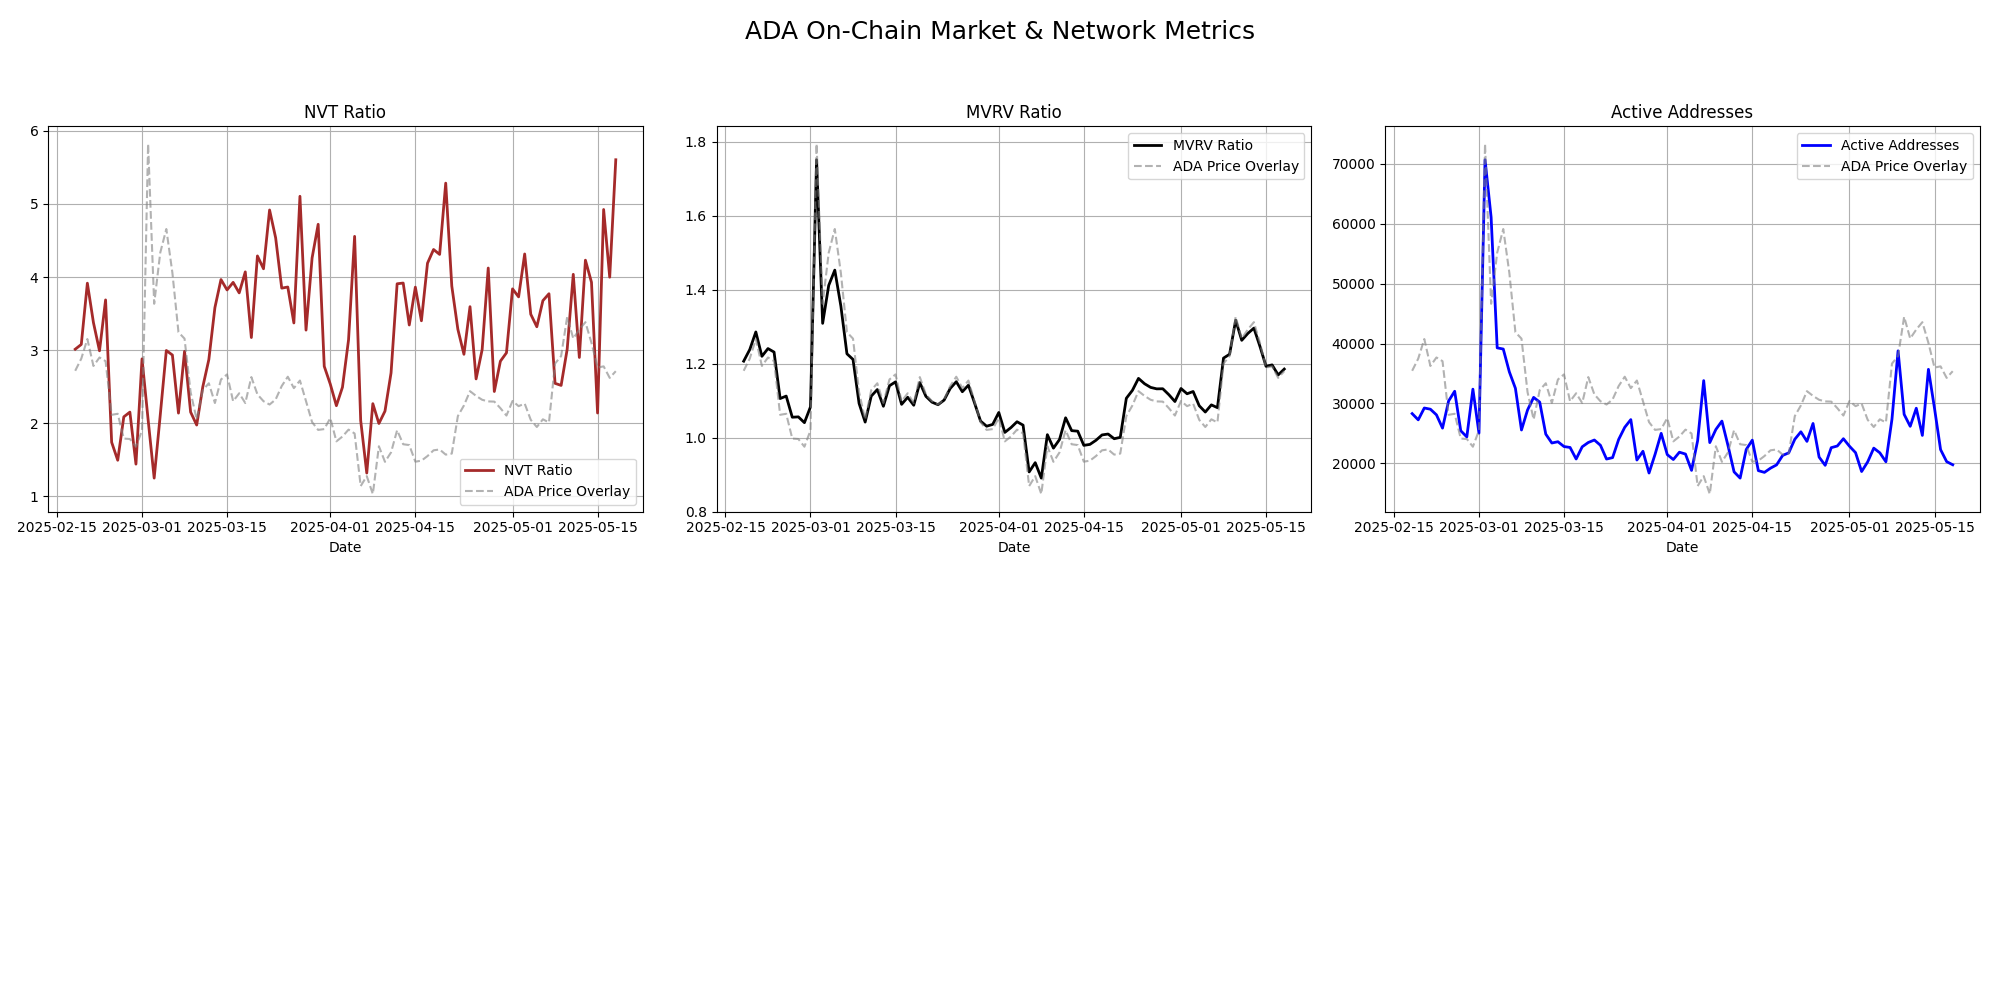 ADA On-Chain Market & Network Metrics
NVT Ratio
6
5
4
3
2
1
NVT Ratio
ADA Price Overlay
2025-02-15 2025-03-01 2025-03-15 2025-04-01 2025-04-15 2025-05-01 2025-05-15
Date
MVRV Ratio
1.8
1.6
1.4
1.2
1.0
0.8
MVRV Ratio
ADA Price Overlay
2025-02-15 2025-03-01 2025-03-15 2025-04-01 2025-04-15 2025-05-01 2025-05-15
Date
Active Addresses
70000
60000
50000
40000
30000
20000
Active Addresses
ADA Price Overlay
2025-02-15 2025-03-01 2025-03-15 2025-04-01 2025-04-15 2025-05-01 2025-05-15
Date